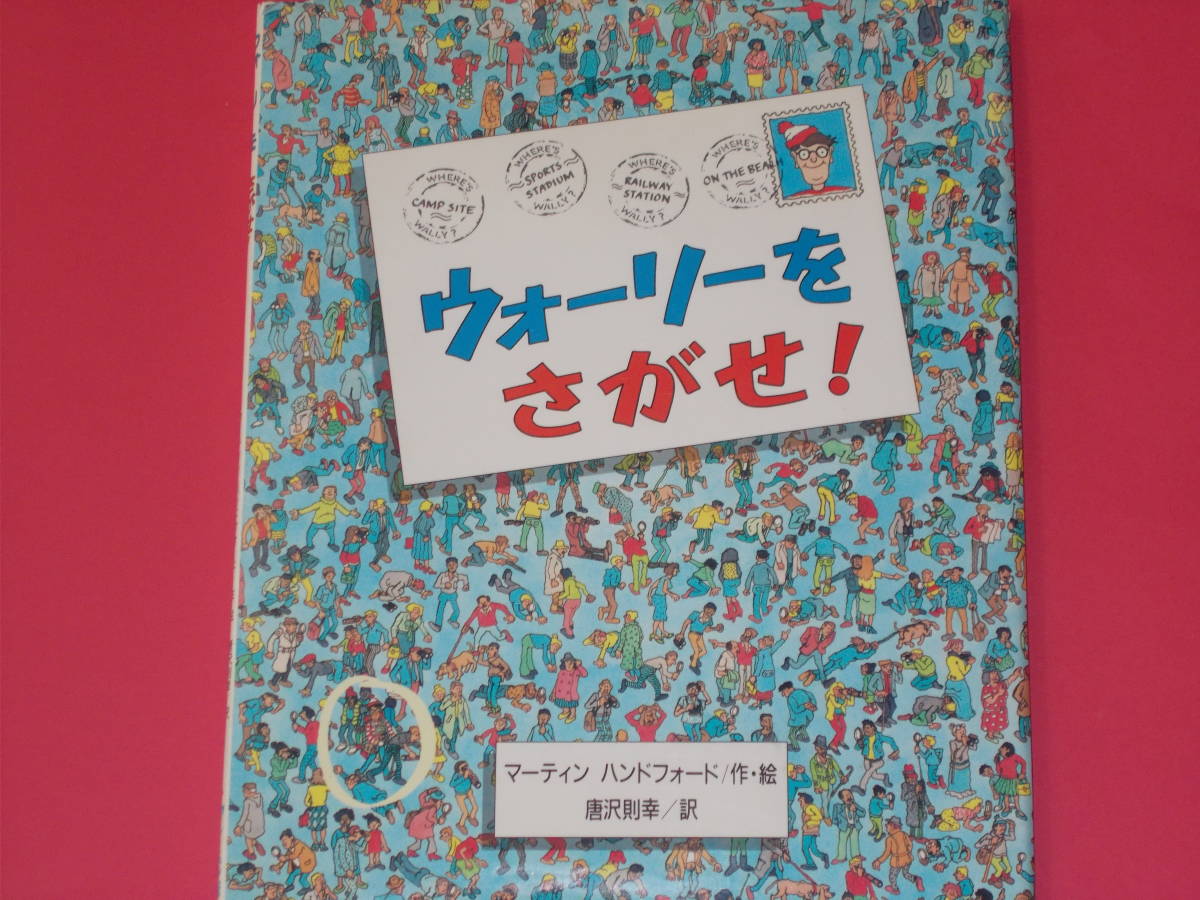 WHERE'S
CAMP SITE
WALLY?
WHERE'S
SPORTS
STADIUM
WALLY?
WHERE'S
RAILWAY
STATION
WALLY?
WHERE'S
ON THE BEA
WALLY?
ウォーリーを
さがせ!
マーティン ハンドフォード/作・絵
唐沢則幸/訳